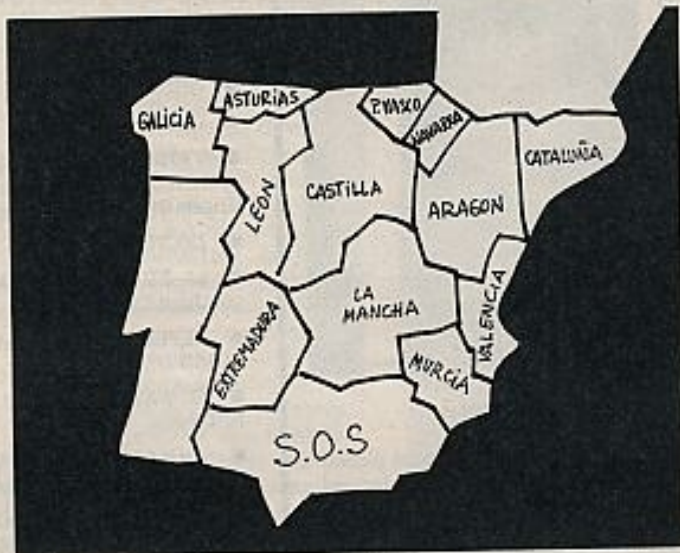 GALICIA
ASTURIAS
P. VASCO
NAVARRA
CATALUÑA
LEON
CASTILLA
ARAGON
LA
MANCHA
VALENCIA
EXTREMADURA
MURCIA
S.O.S